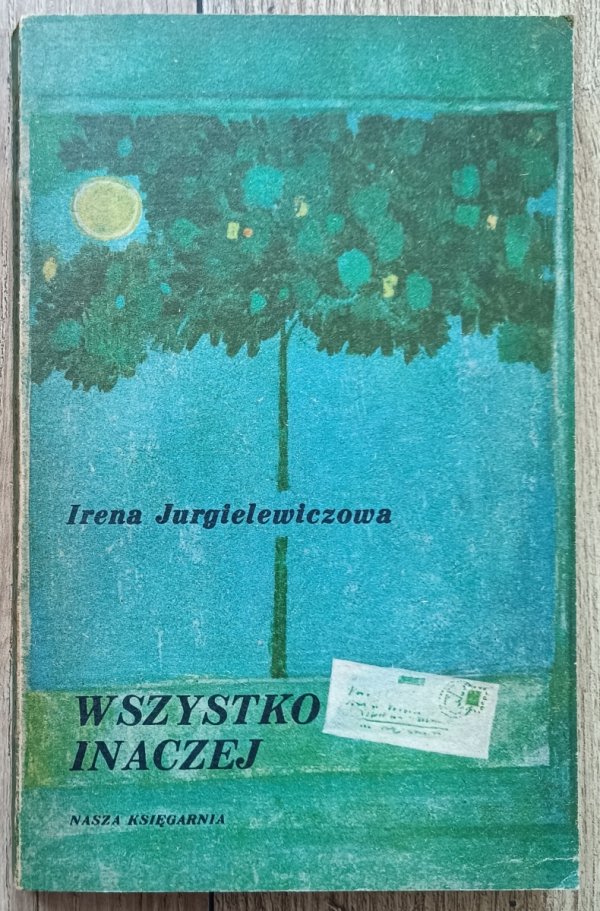 Irena Jurgielewiczowa
WSZYSTKO
INACZEJ
NASZA KSIĘGARNIA